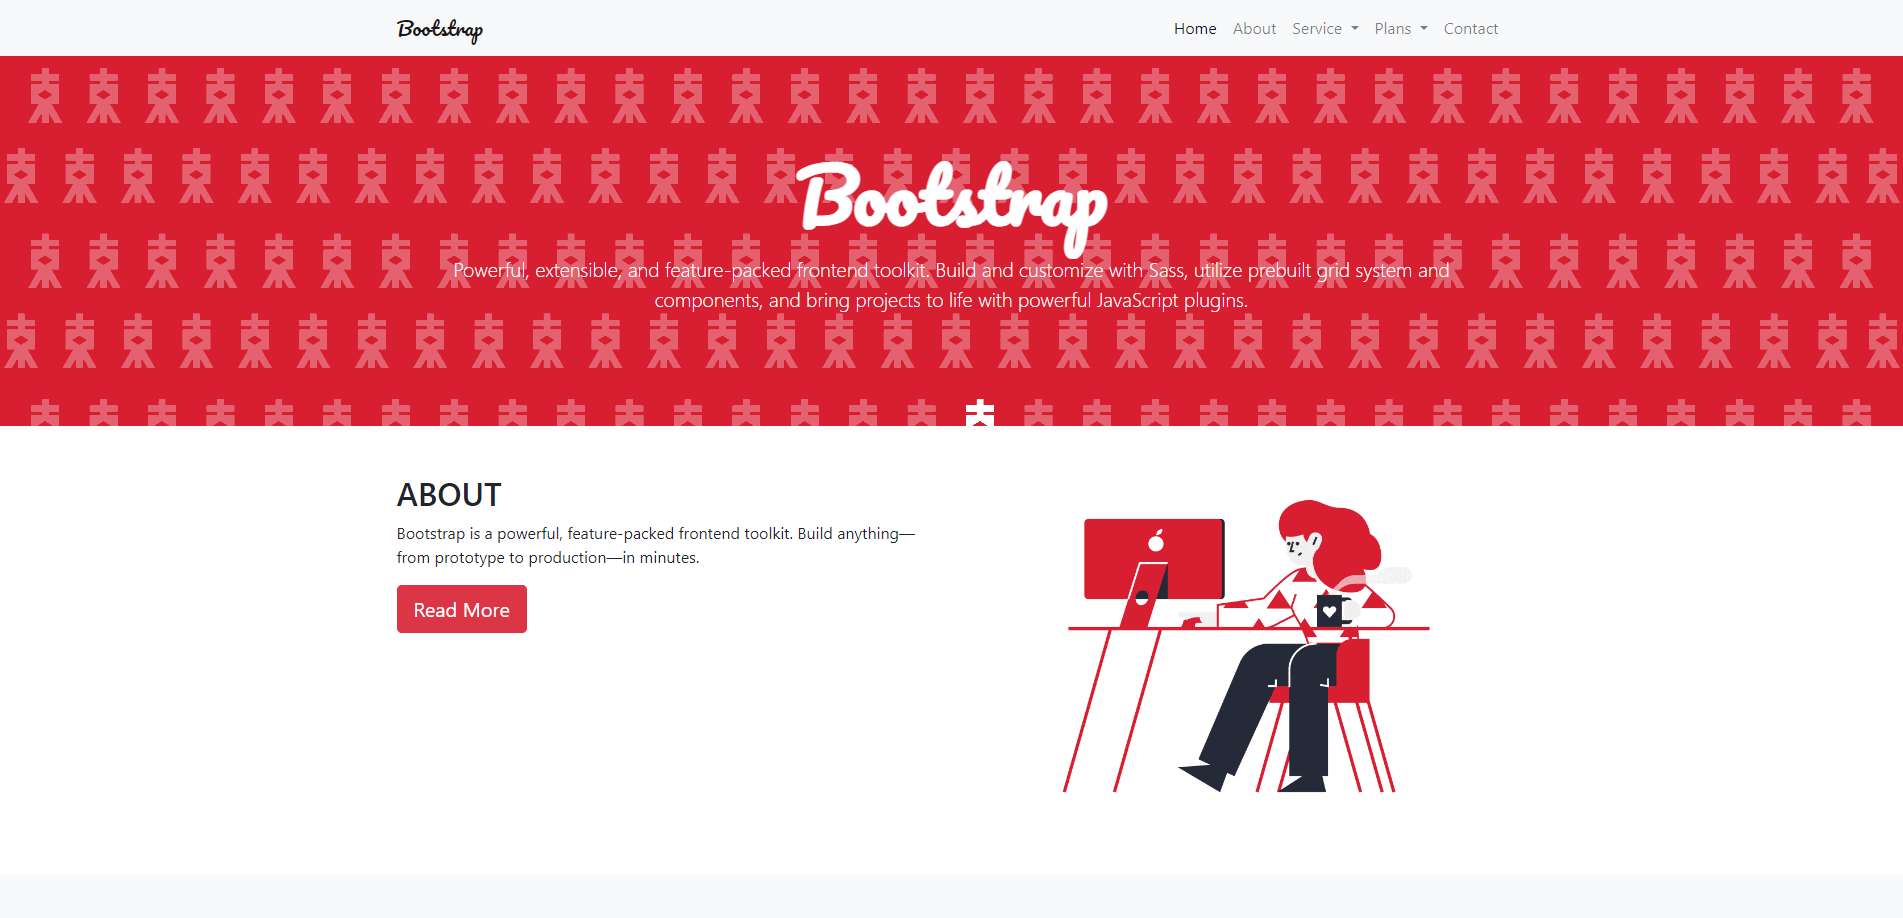 Bootstrap
Home About Service Plans Contact
Bootstrap
Powerful, extensible, and feature-packed frontend toolkit. Build and customize with Sass, utilize prebuilt grid system and
components, and bring projects to life with powerful JavaScript plugins.
ABOUT
Bootstrap is a powerful, feature-packed frontend toolkit. Build anything—
from prototype to production—in minutes.
Read More